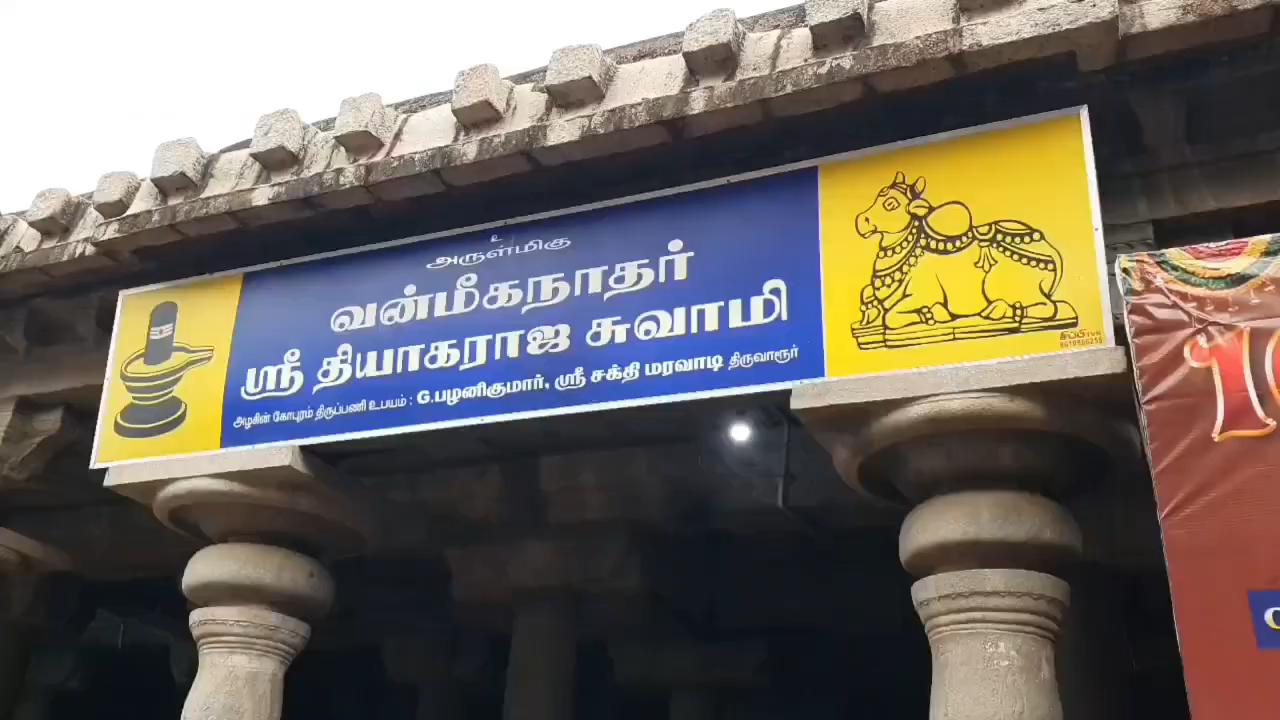 உ
அருள்மிகு
வன்மீகநாதர்
ஸ்ரீ தியாகராஜ சுவாமி
அழகின் கோபுரம் திருப்பணி உபயம் : G.பழனிகுமார், ஸ்ரீ சக்தி மரவாடி திருவாரூர்